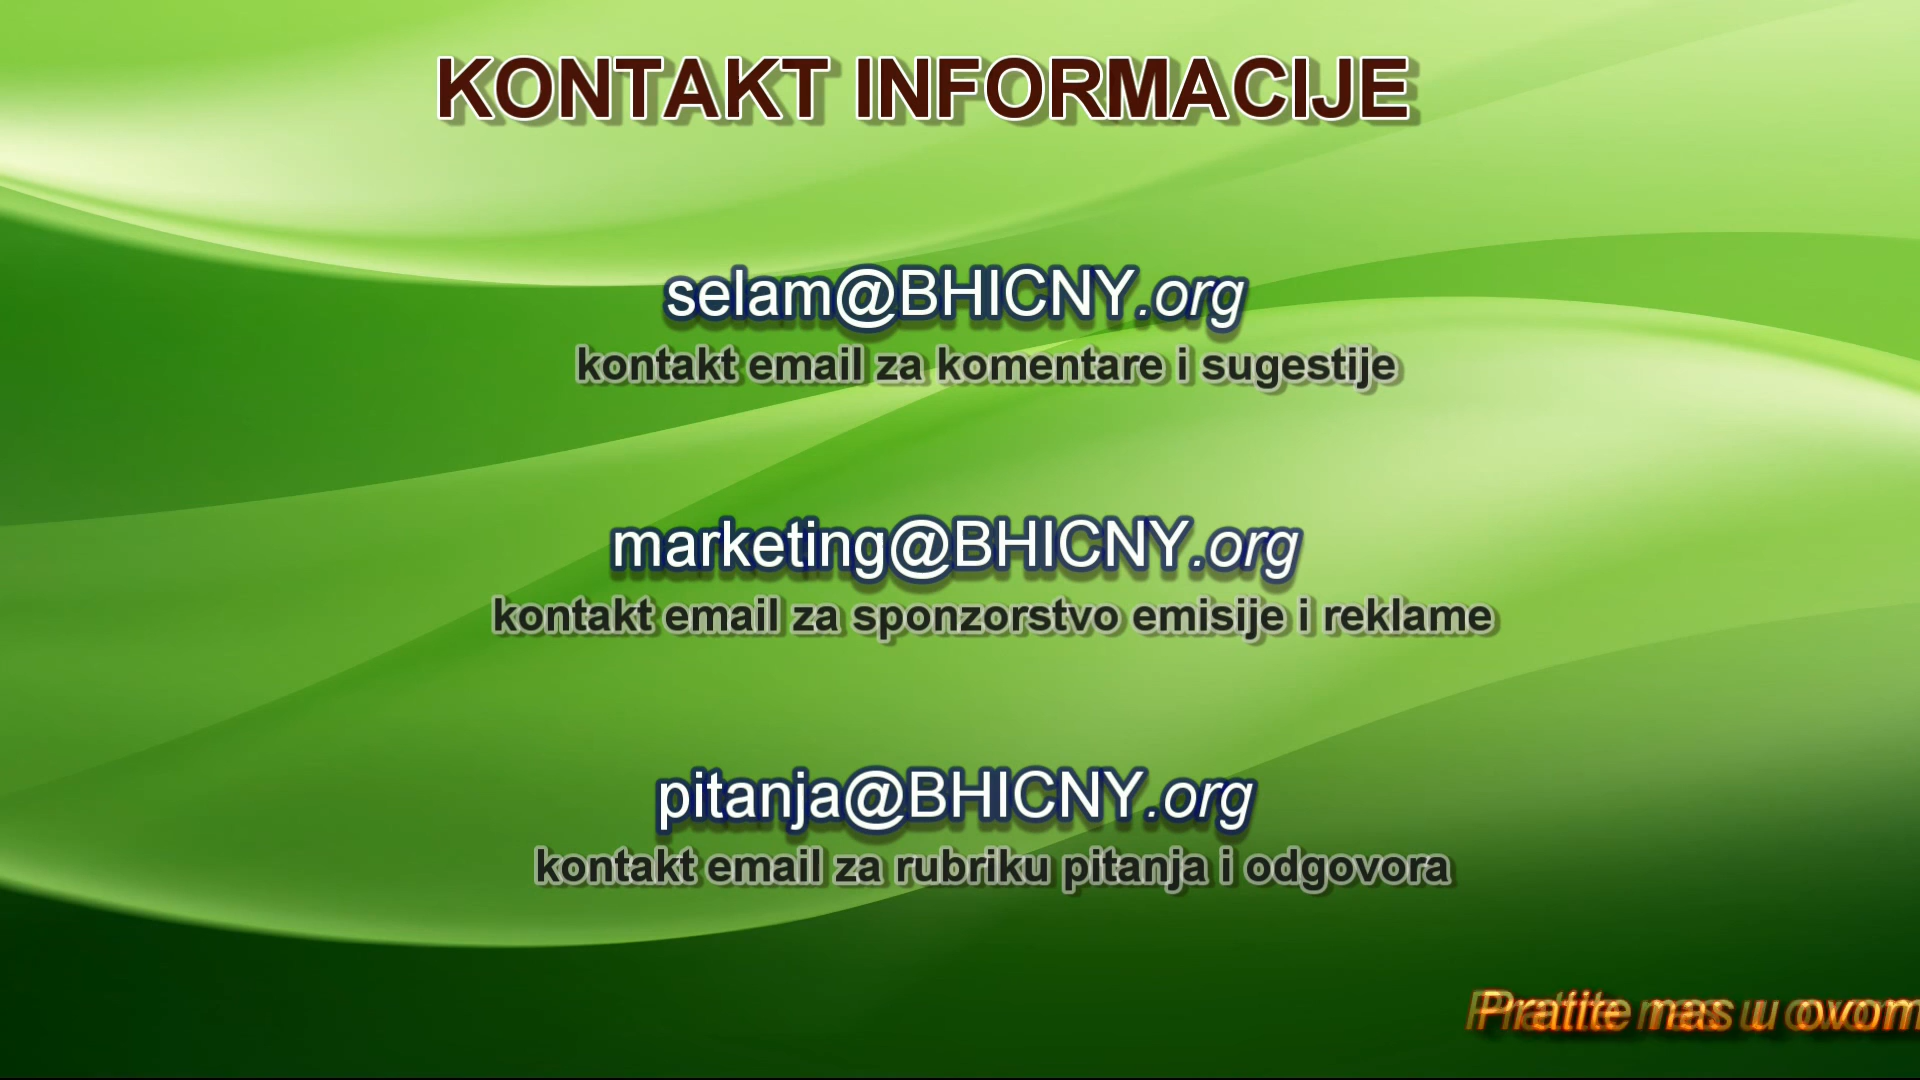 KONTAKT INFORMACIJE
selam@BHICNY.org
kontakt email za komentare i sugestije
marketing@BHICNY.org
kontakt email za sponzorstvo emisije i reklame
pitanja@BHICNY.org
kontakt email za rubriku pitanja i odgovora
Pratite nas u ovom